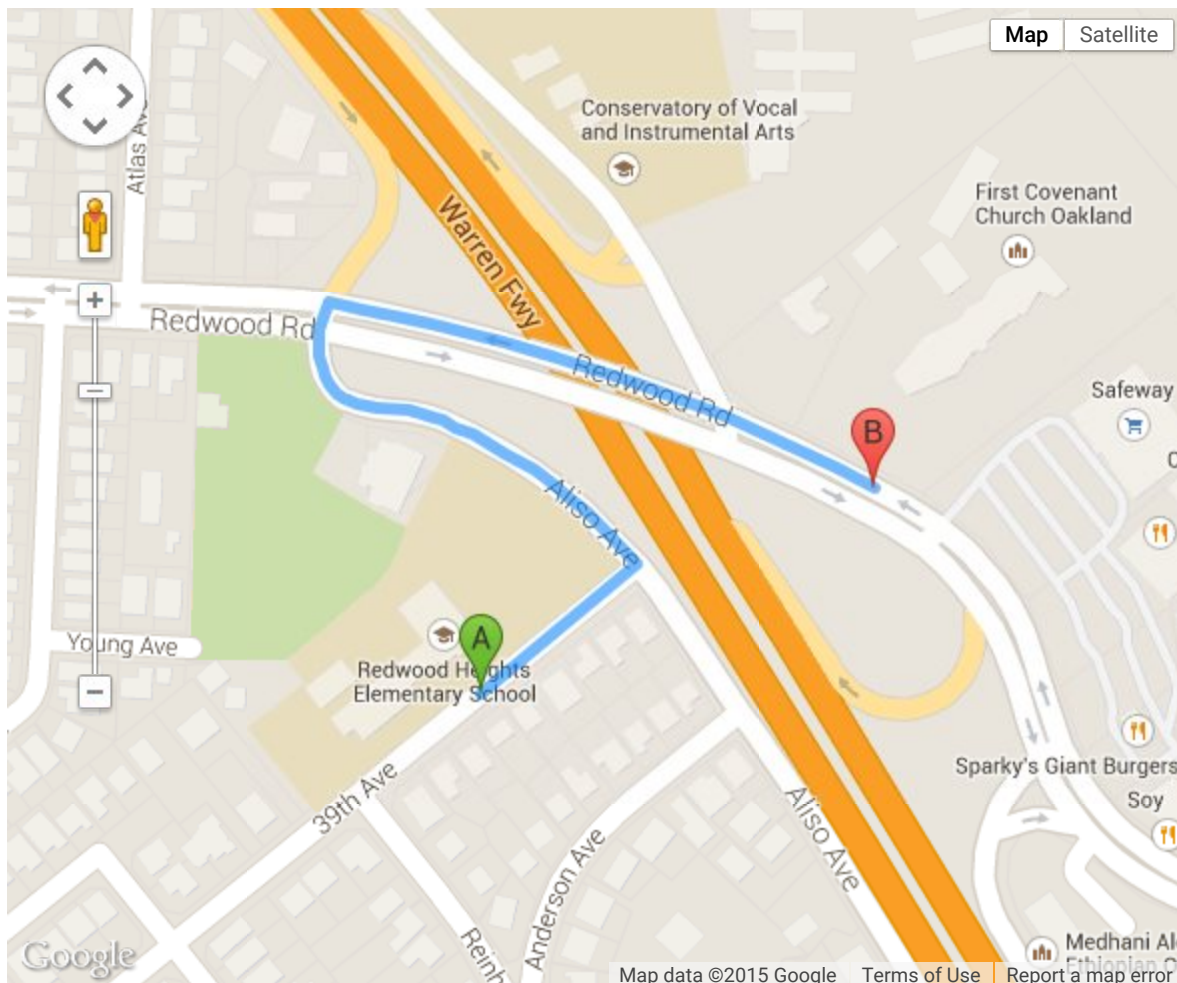 Map
Satellite
Conservatory of Vocal
and Instrumental Arts
Atlas Ave
First Covenant
Church Oakland
Warren Fwy
Redwood Rd
Redwood Rd
Safeway
B
Aliso Ave
Young Ave
A
Redwood Heights
Elementary School
39th Ave
Sparky's Giant Burgers
Soy
Aliso Ave
Anderson Ave
Google
Medhani
Ethiopian
Map data ©2015 Google
Terms of Use
Report a map error